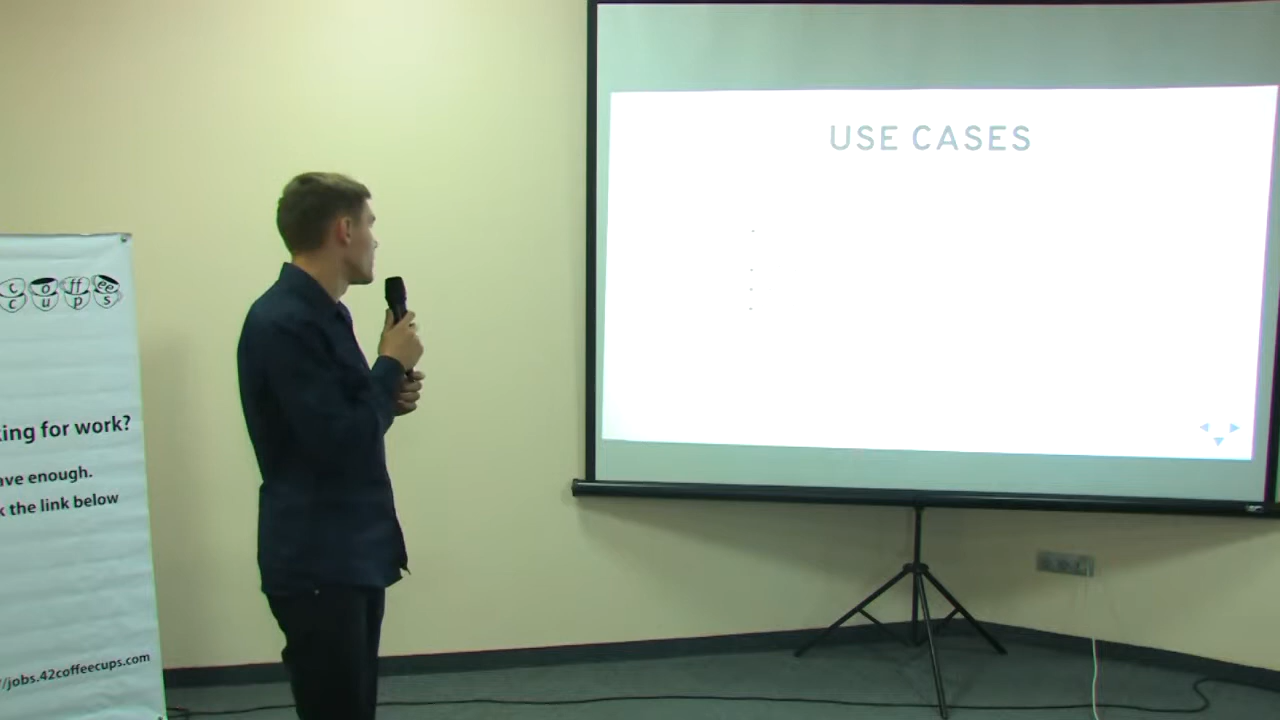 c o ff ee
c u p s
king for work?
ave enough.
k the link below
//jobs.42coffeecups.com
USE CASES